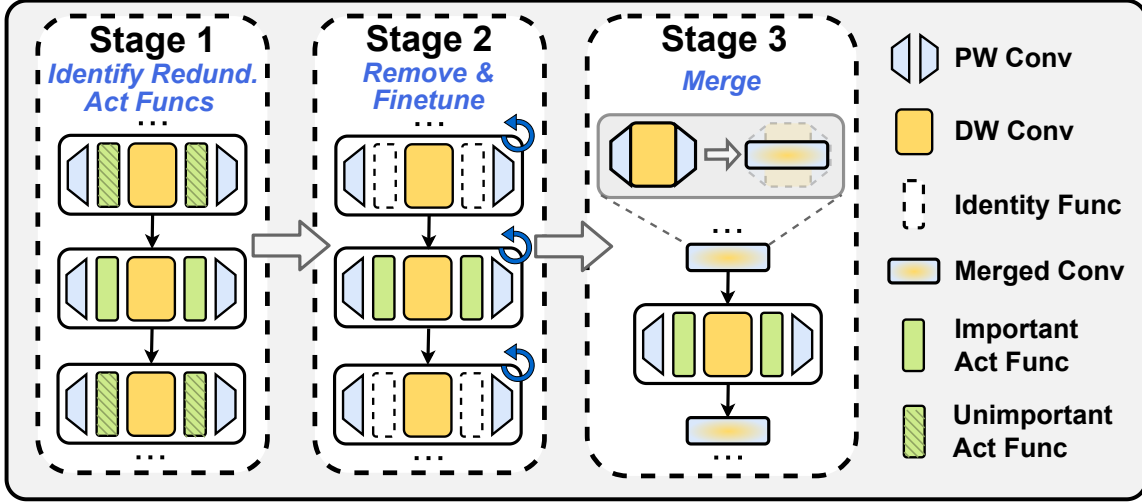 Stage 1
Identify Redund.
Act Funcs
...
...
Stage 2
Remove &
Finetune
...
...
Stage 3
Merge
...
...
PW Conv
DW Conv
Identity Func
Merged Conv
Important
Act Func
Unimportant
Act Func